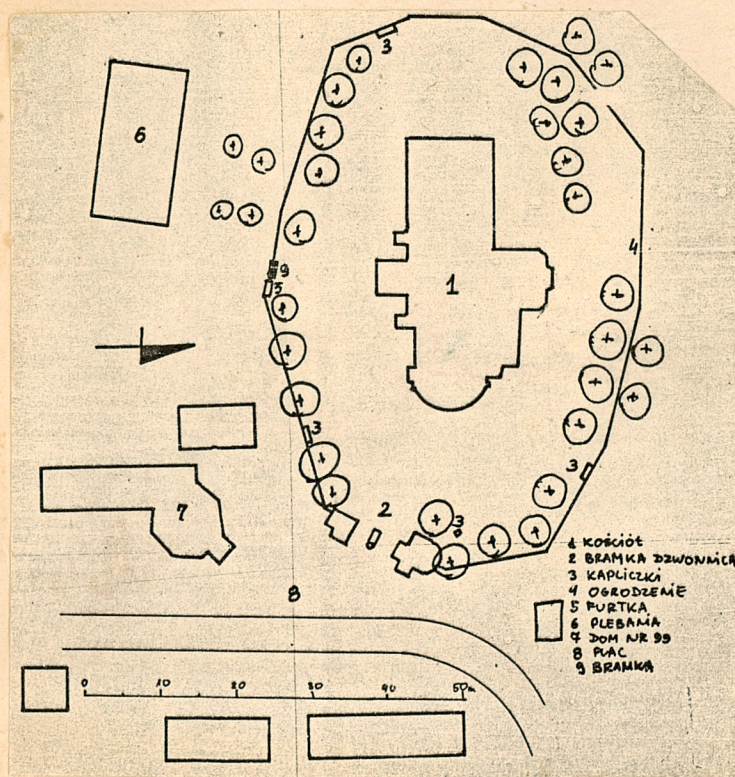 3
6
4
9
5
1
3
3
7
2
3
8
1 KOŚCIÓŁ
2 BRAMKA DZWONNICA
3 KAPLICZKI
4 OGRODZENIE
5 FURTKA
6 PLEBANIA
7 DOM NR 99
8 PLAC
9 BRAMKA
0 10 20 30 40 50m